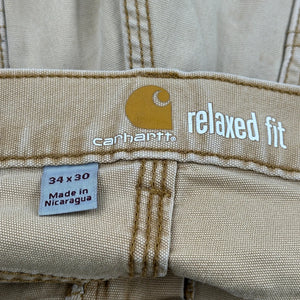 carhartt
relaxed fit
34 x 30
Made in
Nicaragua